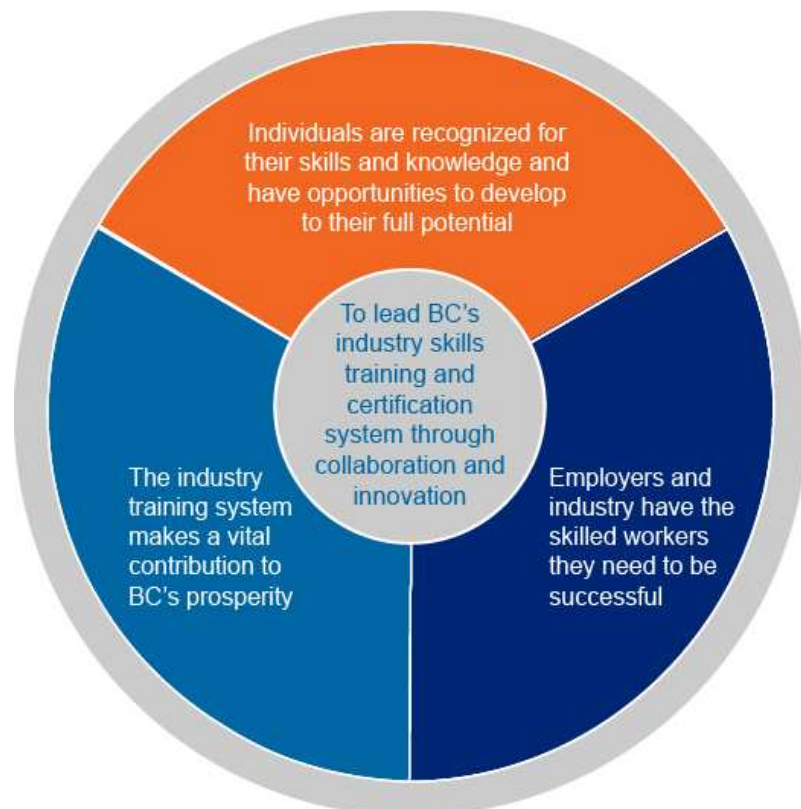 Individuals are recognized for
their skills and knowledge and
have opportunities to develop
to their full potential
To lead BC's
industry skills
training and
certification
system through
collaboration and
innovation
The industry
training system
makes a vital
contribution to
BC's prosperity
Employers and
industry have the
skilled workers
they need to be
successful